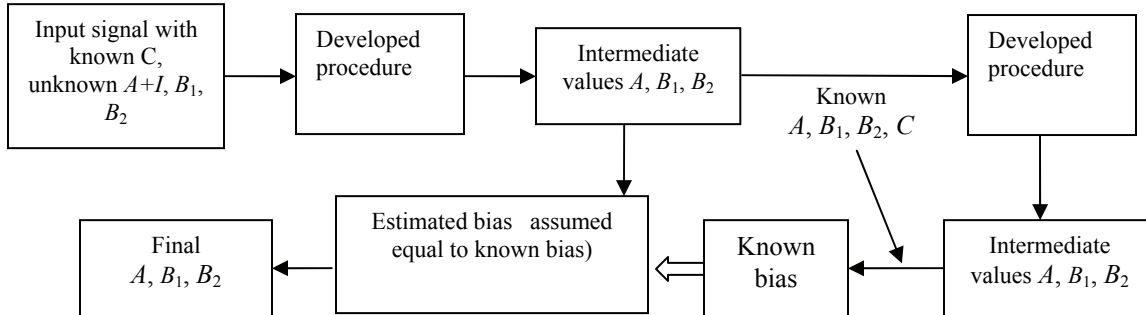 Input signal with
known C,
unknown A+I, B₁,
B₂
Developed
procedure
Intermediate
values A, B₁, B₂
Known
A, B₁, B₂, C
Developed
procedure
Final
A, B₁, B₂
Estimated bias assumed
equal to known bias)
Known
bias
Intermediate
values A, B₁, B₂